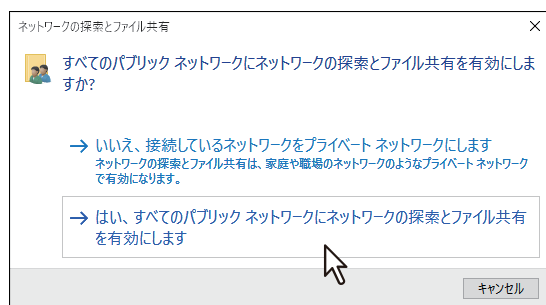 ネットワークの探索とファイル共有
すべてのパブリック ネットワークにネットワークの探索とファイル共有を有効にしま
すか?
いいえ、接続しているネットワークをプライベート ネットワークにします
ネットワークの探索とファイル共有は、家庭や職場のネットワークのようなプライベート ネットワーク
で有効になります。
はい、すべてのパブリック ネットワークにネットワークの探索とファイル共有
を有効にします
キャンセル